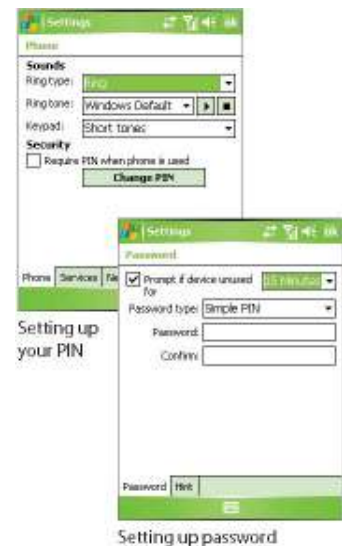 Settings
ok
Phone
Sounds
Ring type: Ring
Ring tone: Windows Default
Keypad: Short tones
Security
Require PIN when phone is used
Change PIN
Phone Services
Setting up
your PIN
Settings
ok
Password
Prompt if device unused for 15 Minutes
Password type: Simple PIN
Password:
Confirm:
Password Hint
Setting up password